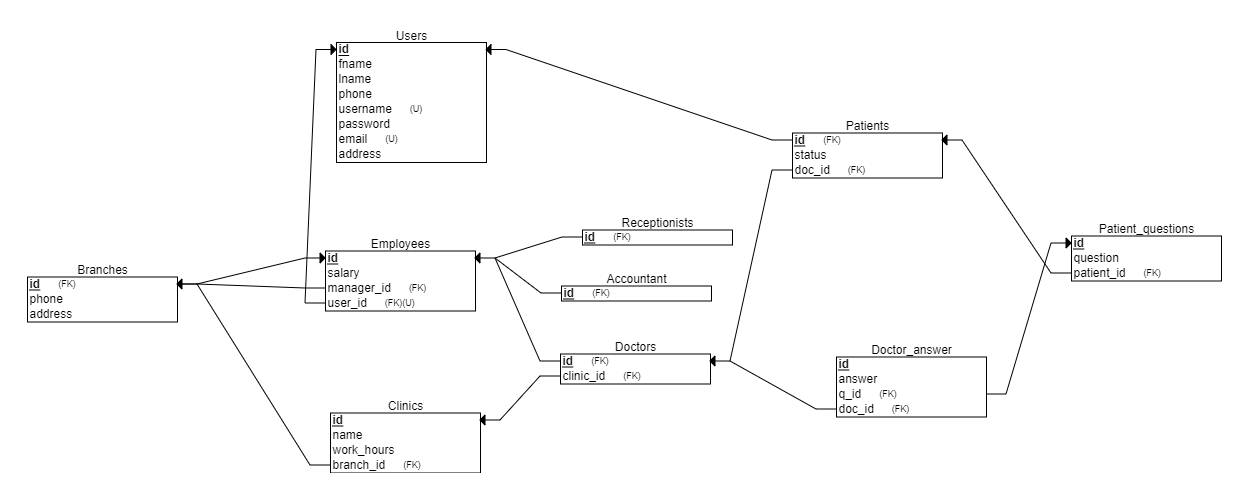 Users
id
fname
lname
phone
username (U)
password
email (U)
address
Patients
id (FK)
status
doc_id (FK)
Receptionists
id (FK)
Patient_questions
id
question
patient_id (FK)
Employees
id
salary
manager_id (FK)
user_id (FK)(U)
Branches
id (FK)
phone
address
Accountant
id (FK)
Doctors
id (FK)
clinic_id (FK)
Doctor_answer
id
answer
q_id (FK)
doc_id (FK)
Clinics
id
name
work_hours
branch_id (FK)